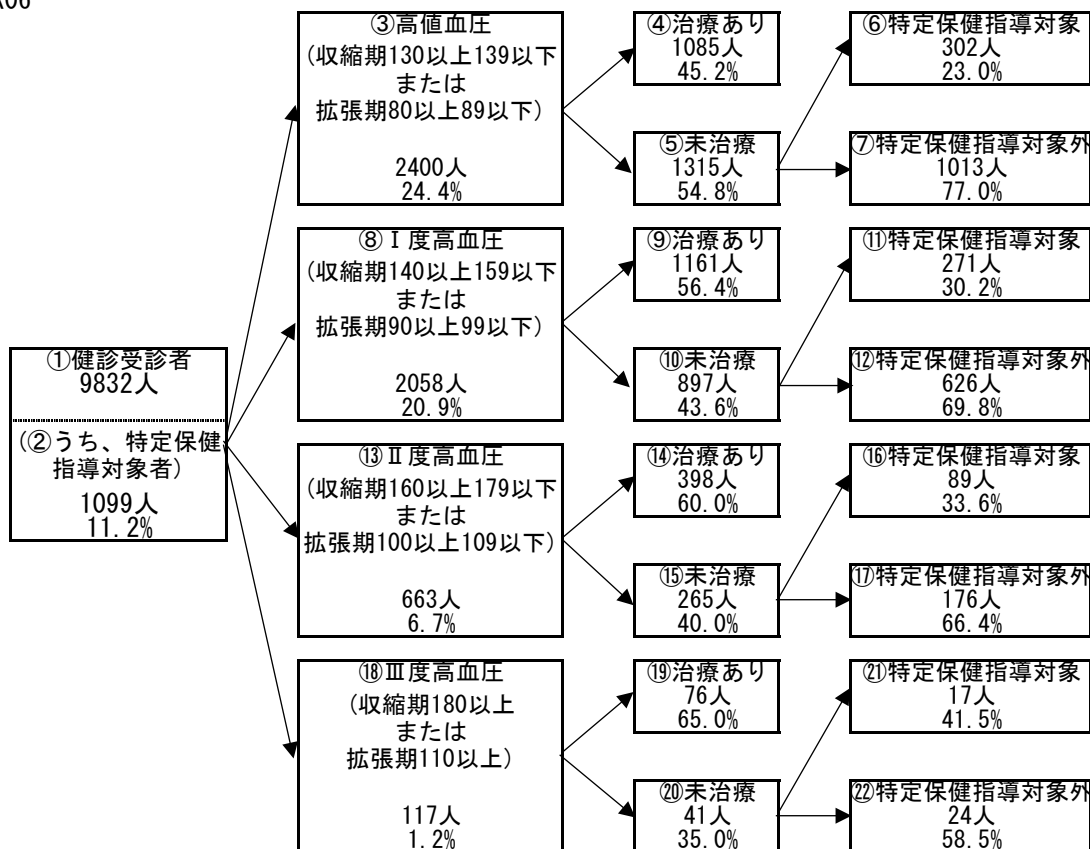 ①健診受診者
9832人
(②うち、特定保健
指導対象者)
1099人
11.2%
③高値血圧
(収縮期130以上139以下
または
拡張期80以上89以下)
2400人
24.4%
④治療あり
1085人
45.2%
⑤未治療
1315人
54.8%
⑥特定保健指導対象
302人
23.0%
⑦特定保健指導対象外
1013人
77.0%
⑧Ⅰ度高血圧
(収縮期140以上159以下
または
拡張期90以上99以下)
2058人
20.9%
⑨治療あり
1161人
56.4%
⑩未治療
897人
43.6%
⑪特定保健指導対象
271人
30.2%
⑫特定保健指導対象外
626人
69.8%
⑬Ⅱ度高血圧
(収縮期160以上179以下
または
拡張期100以上109以下)
663人
6.7%
⑭治療あり
398人
60.0%
⑮未治療
265人
40.0%
⑯特定保健指導対象
89人
33.6%
⑰特定保健指導対象外
176人
66.4%
⑱Ⅲ度高血圧
(収縮期180以上
または
拡張期110以上)
117人
1.2%
⑲治療あり
76人
65.0%
⑳未治療
41人
35.0%
㉑特定保健指導対象
17人
41.5%
㉒特定保健指導対象外
24人
58.5%